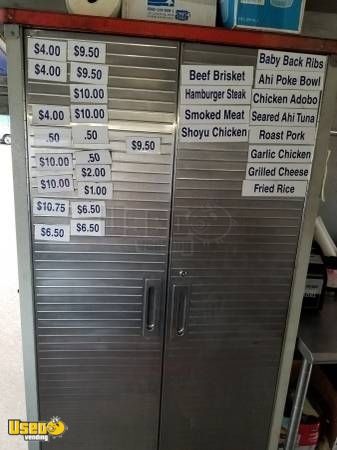 $4.00 $9.50
$4.00 $9.50
$10.00
$4.00 $10.00
.50 .50
$9.50
$10.00 .50
$2.00
$10.00 $1.00
$10.75 $6.50
$6.50 $6.50
Beef Brisket
Hamburger Steak
Smoked Meat
Shoyu Chicken
Baby Back Ribs
Ahi Poke Bowl
Chicken Adobo
Seared Ahi Tuna
Roast Pork
Garlic Chicken
Grilled Cheese
Fried Rice
Used
vending